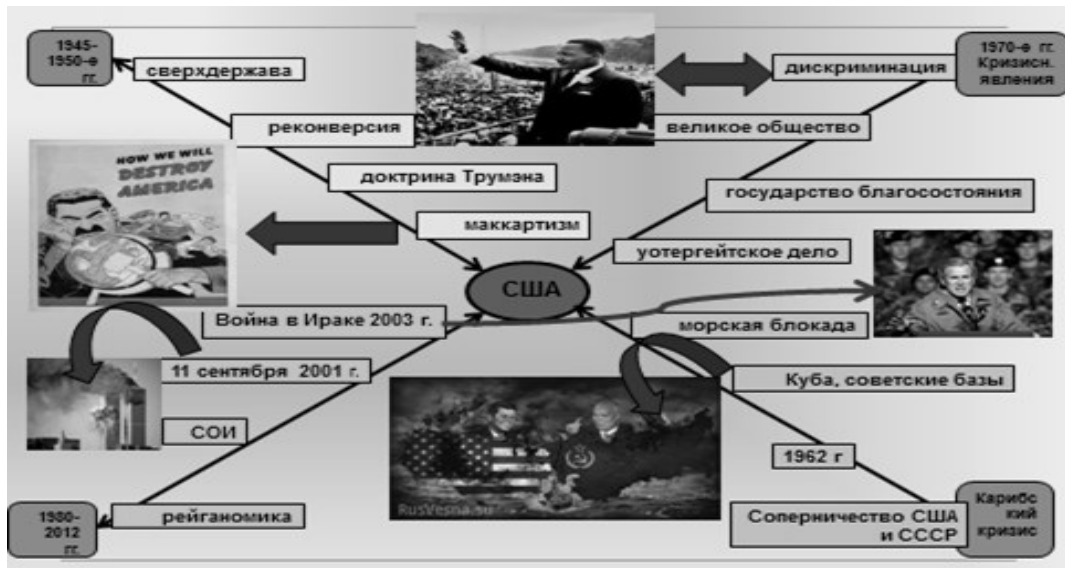 1945-
1950-е
гг.
сверхдержава
реконверсия
доктрина Трумэна
маккартизм
HOW WE WILL
DESTROY
AMERICA
1970-е гг.
Кризисн.
явления
дискриминация
великое общество
государство благосостояния
уотергейтское дело
США
Война в Ираке 2003 г.
11 сентября 2001 г.
СОИ
рейганомика
1980-
2012
гг.
морская блокада
Куба, советские базы
1962 г
Соперничество США
и СССР
Карибс
кий
кризис
RusVesna.su